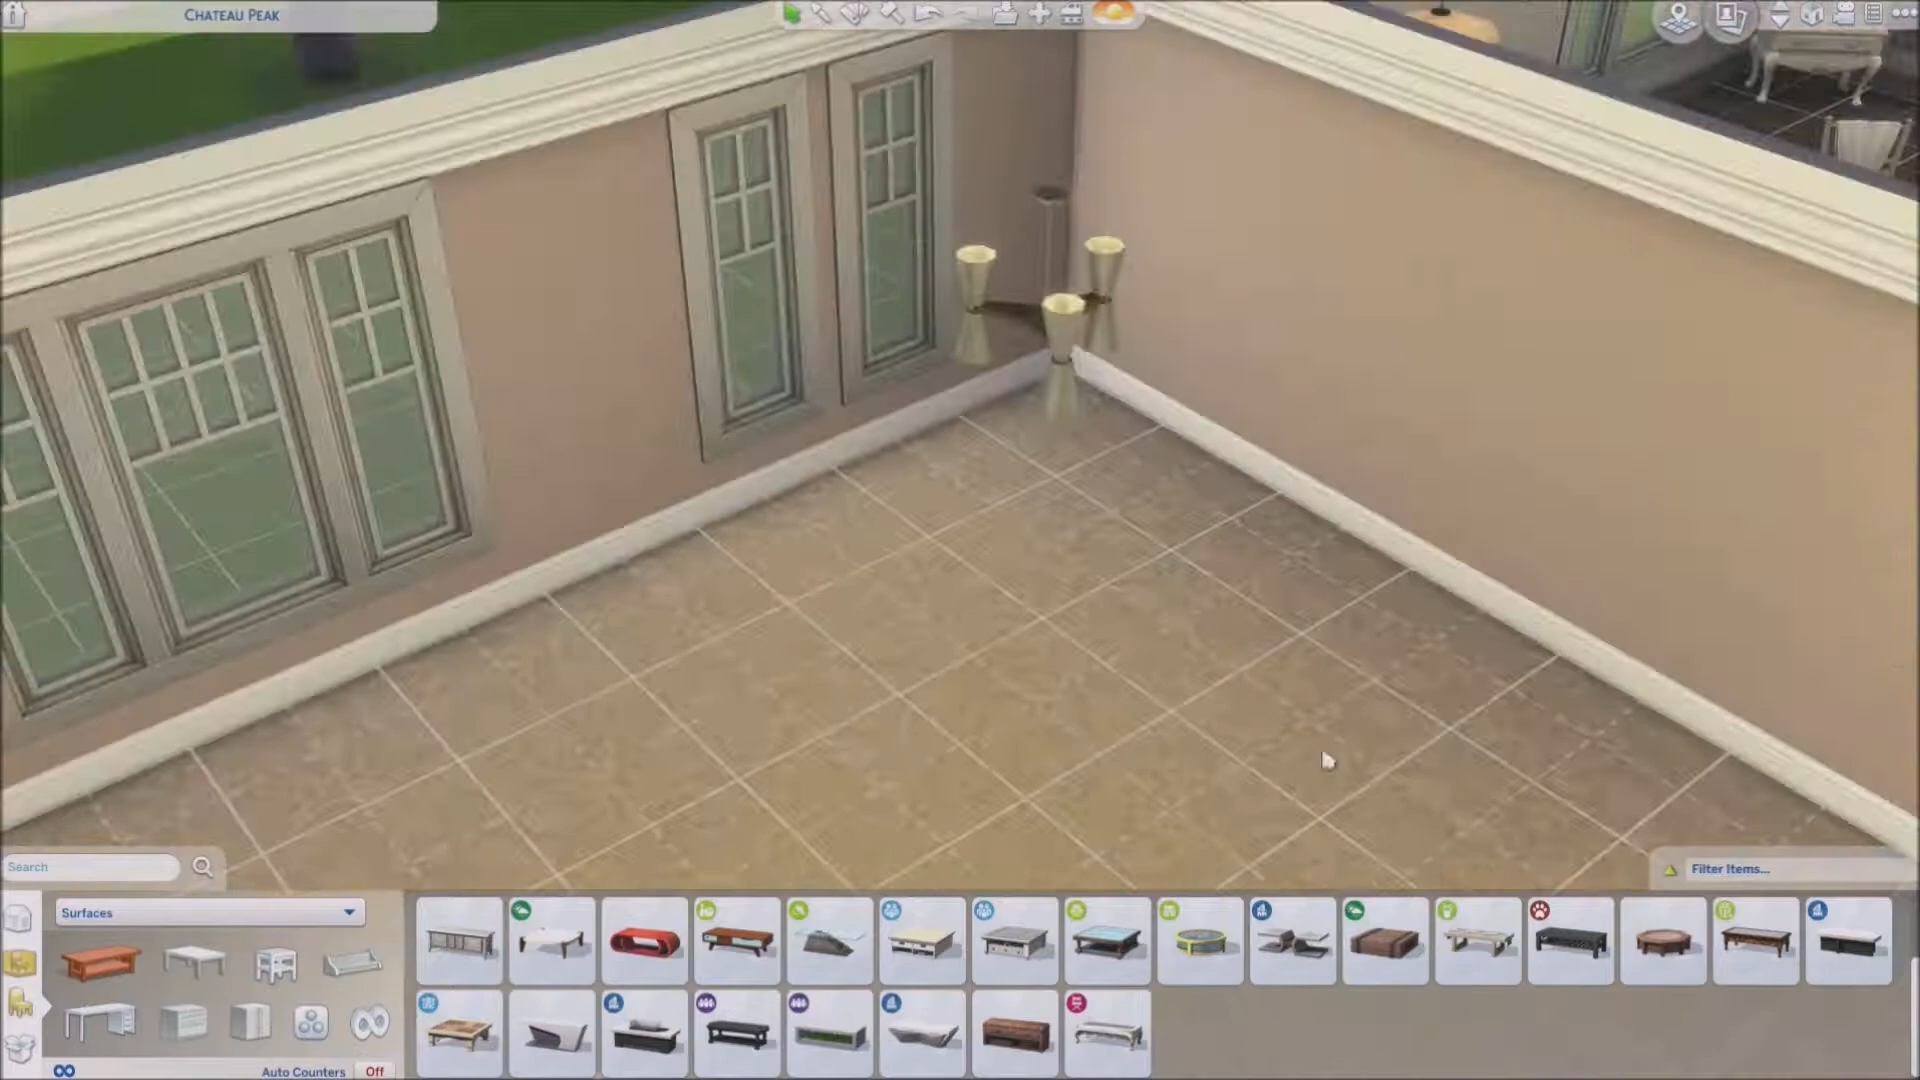 CHATEAU PEAK
Search
Filter Items...
Surfaces
Auto Counters Off